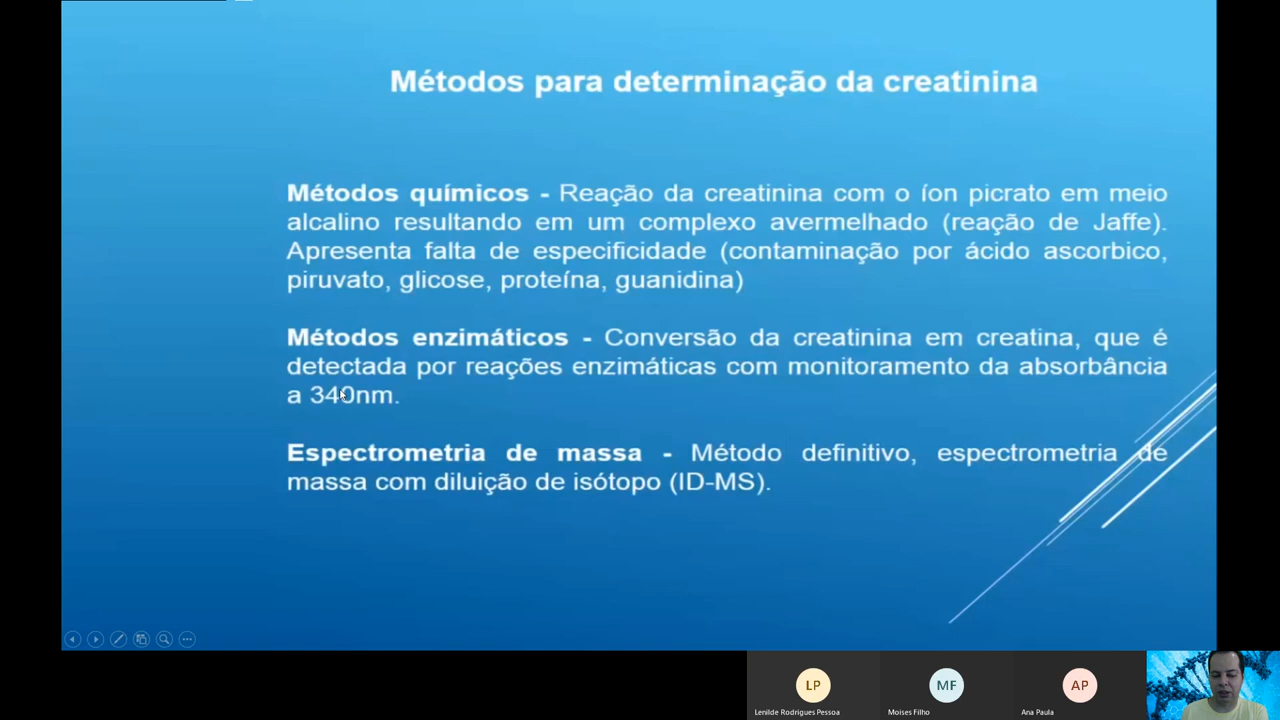 Métodos para determinação da creatinina
Métodos químicos - Reação da creatinina com o íon picrato em meio
alcalino resultando em um complexo avermelhado (reação de Jaffe).
Apresenta falta de especificidade (contaminação por ácido ascorbico,
piruvato, glicose, proteína, guanidina)
Métodos enzimáticos - Conversão da creatinina em creatina, que é
detectada por reações enzimáticas com monitoramento da absorbância
a 340nm.
Espectrometria de massa - Método definitivo, espectrometria de
massa com diluição de isótopo (ID-MS).
LP
MF
AP
Lenilde Rodrigues Pessoa
Moises Filho
Ana Paula